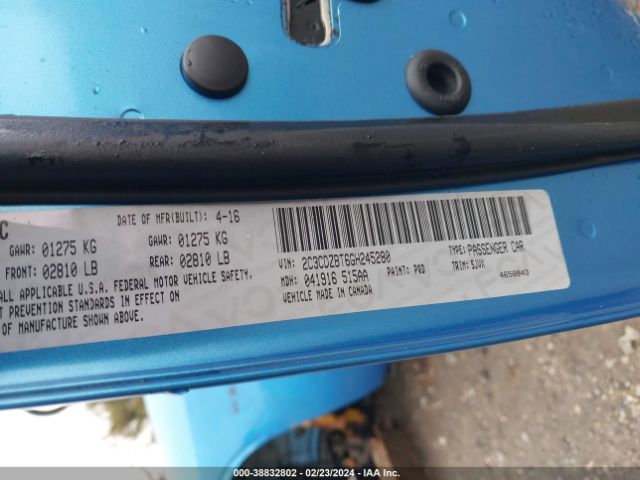 C DATE OF MFR(BUILT): 4-16
GAWR: 01275 KG GAWR: 01275 KG
FRONT: 02810 LB REAR: 02810 LB
ALL APPLICABLE U.S.A. FEDERAL MOTOR VEHICLE SAFETY,
T PREVENTION STANDARDS IN EFFECT ON
OF MANUFACTURE SHOWN ABOVE.
VIN: 2C3CDZBT6GH245280 TYPE: PASSENGER CAR
MDH: 041916 515AA PAINT: PQD TRIM: SJVX
VEHICLE MADE IN CANADA 4659843
000-38832802 - 02/23/2024 - IAA Inc.